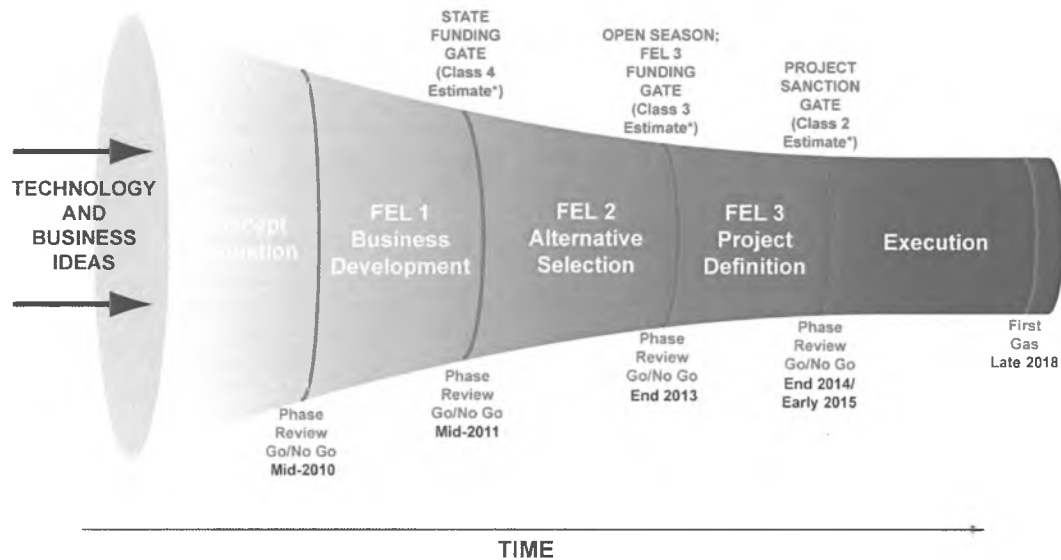 STATE
FUNDING
GATE
(Class 4
Estimate*)
OPEN SEASON;
FEL 3
FUNDING
GATE
(Class 3
Estimate*)
PROJECT
SANCTION
GATE
(Class 2
Estimate*)
TECHNOLOGY
AND
BUSINESS
IDEAS
FEL 1
Business
Development
FEL 2
Alternative
Selection
FEL 3
Project
Definition
Execution
Phase
Review
Go/No Go
Mid-2010
Phase
Review
Go/No Go
Mid-2011
Phase
Review
Go/No Go
End 2013
Phase
Review
Go/No Go
End 2014/
Early 2015
First
Gas
Late 2018
TIME